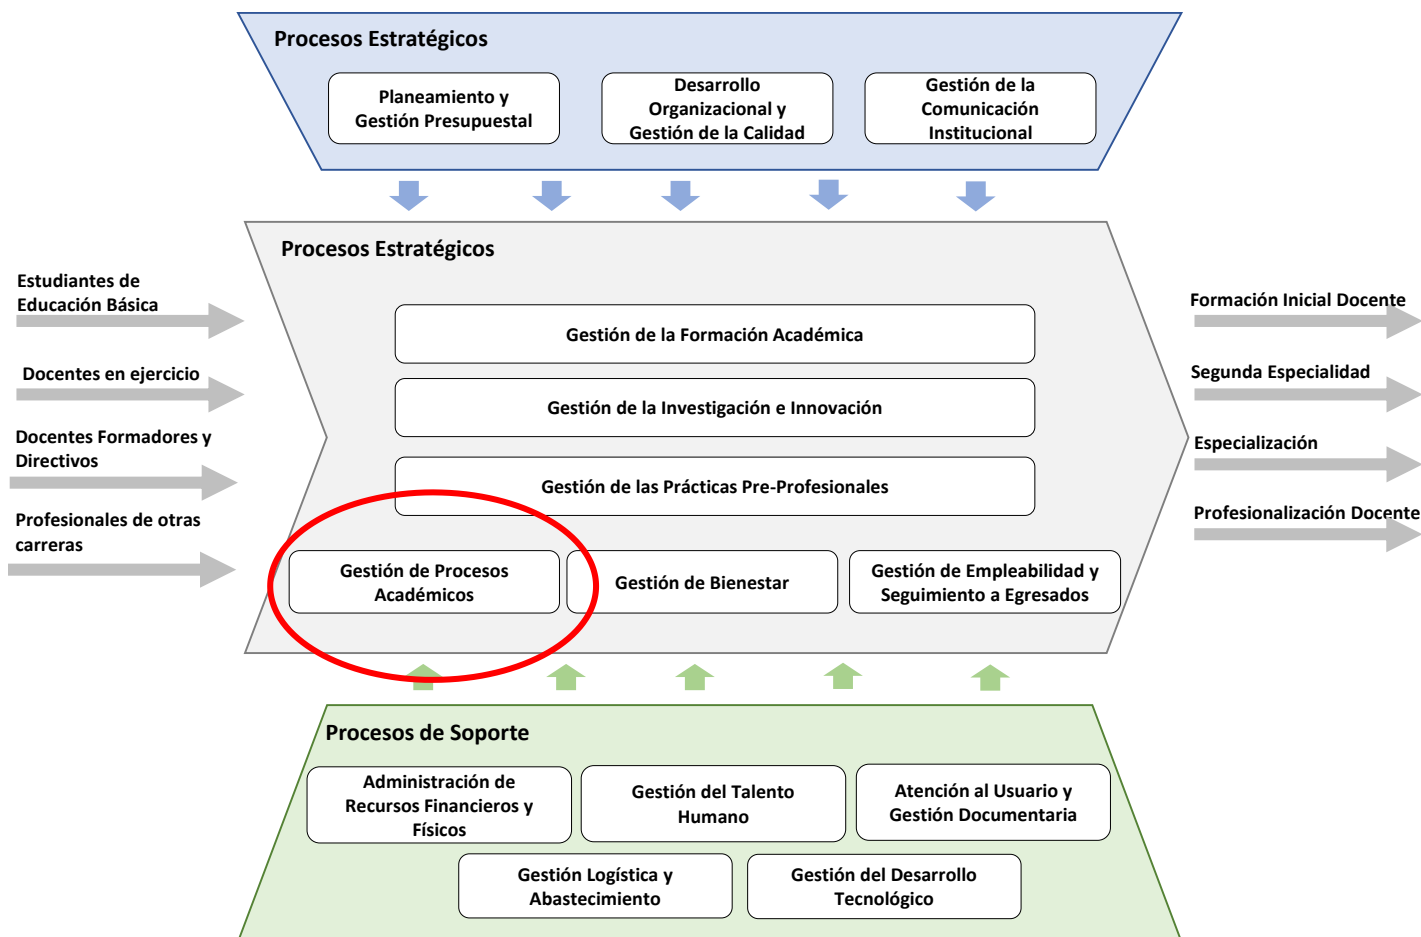 Procesos Estratégicos
Planeamiento y
Gestión Presupuestal
Desarrollo
Organizacional y
Gestión de la Calidad
Gestión de la
Comunicación
Institucional
Procesos Estratégicos
Estudiantes de
Educación Básica
Docentes en ejercicio
Docentes Formadores y
Directivos
Profesionales de otras
carreras
Gestión de la Formación Académica
Gestión de la Investigación e Innovación
Gestión de las Prácticas Pre-Profesionales
Gestión de Procesos
Académicos
Gestión de Bienestar
Gestión de Empleabilidad y
Seguimiento a Egresados
Formación Inicial Docente
Segunda Especialidad
Especialización
Profesionalización Docente
Procesos de Soporte
Administración de
Recursos Financieros y
Físicos
Gestión del Talento
Humano
Atención al Usuario y
Gestión Documentaria
Gestión Logística y
Abastecimiento
Gestión del Desarrollo
Tecnológico